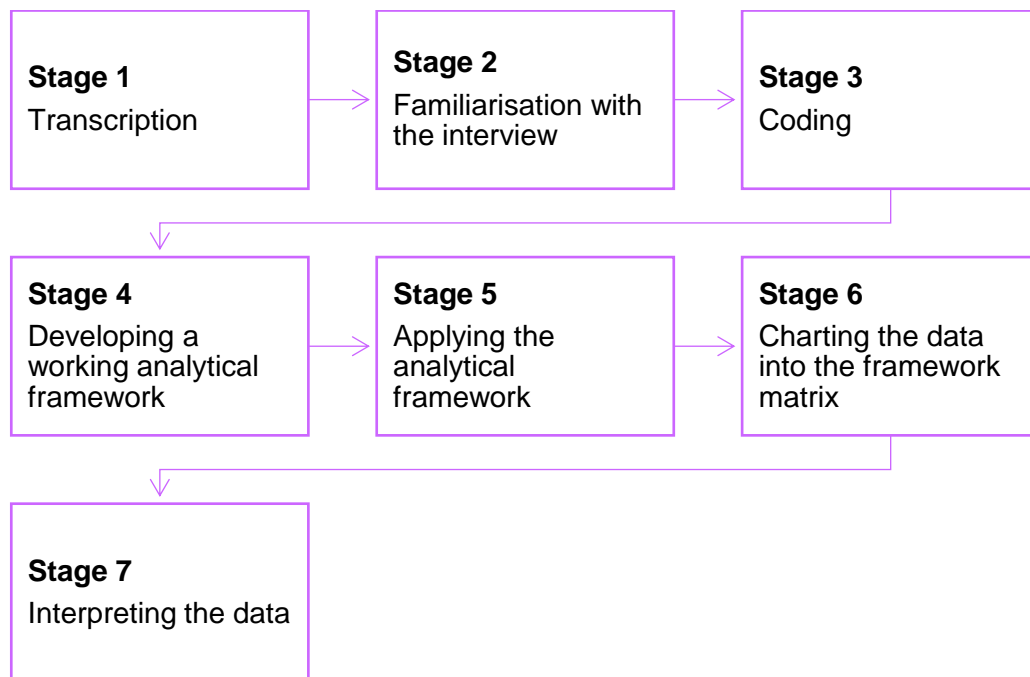 Stage 1
Transcription
Stage 2
Familiarisation with
the interview
Stage 3
Coding
Stage 4
Developing a
working analytical
framework
Stage 5
Applying the
analytical
framework
Stage 6
Charting the data
into the framework
matrix
Stage 7
Interpreting the data